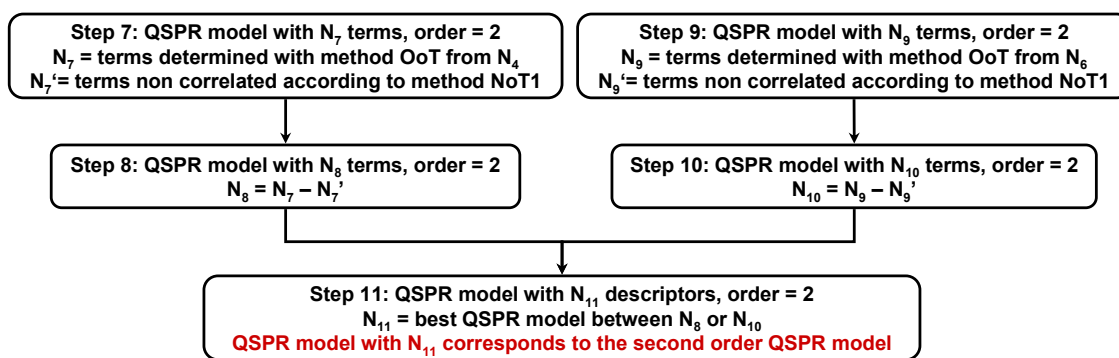 Step 7: QSPR model with N₇ terms, order = 2
N₇ = terms determined with method OoT from N₄
N₇‘= terms non correlated according to method NoT1
Step 9: QSPR model with N₉ terms, order = 2
N₉ = terms determined with method OoT from N₆
N₉‘= terms non correlated according to method NoT1
Step 8: QSPR model with N₈ terms, order = 2
N₈ = N₇ – N₇’
Step 10: QSPR model with N₁₀ terms, order = 2
N₁₀ = N₉ – N₉’
Step 11: QSPR model with N₁₁ descriptors, order = 2
N₁₁ = best QSPR model between N₈ or N₁₀
QSPR model with N₁₁ corresponds to the second order QSPR model